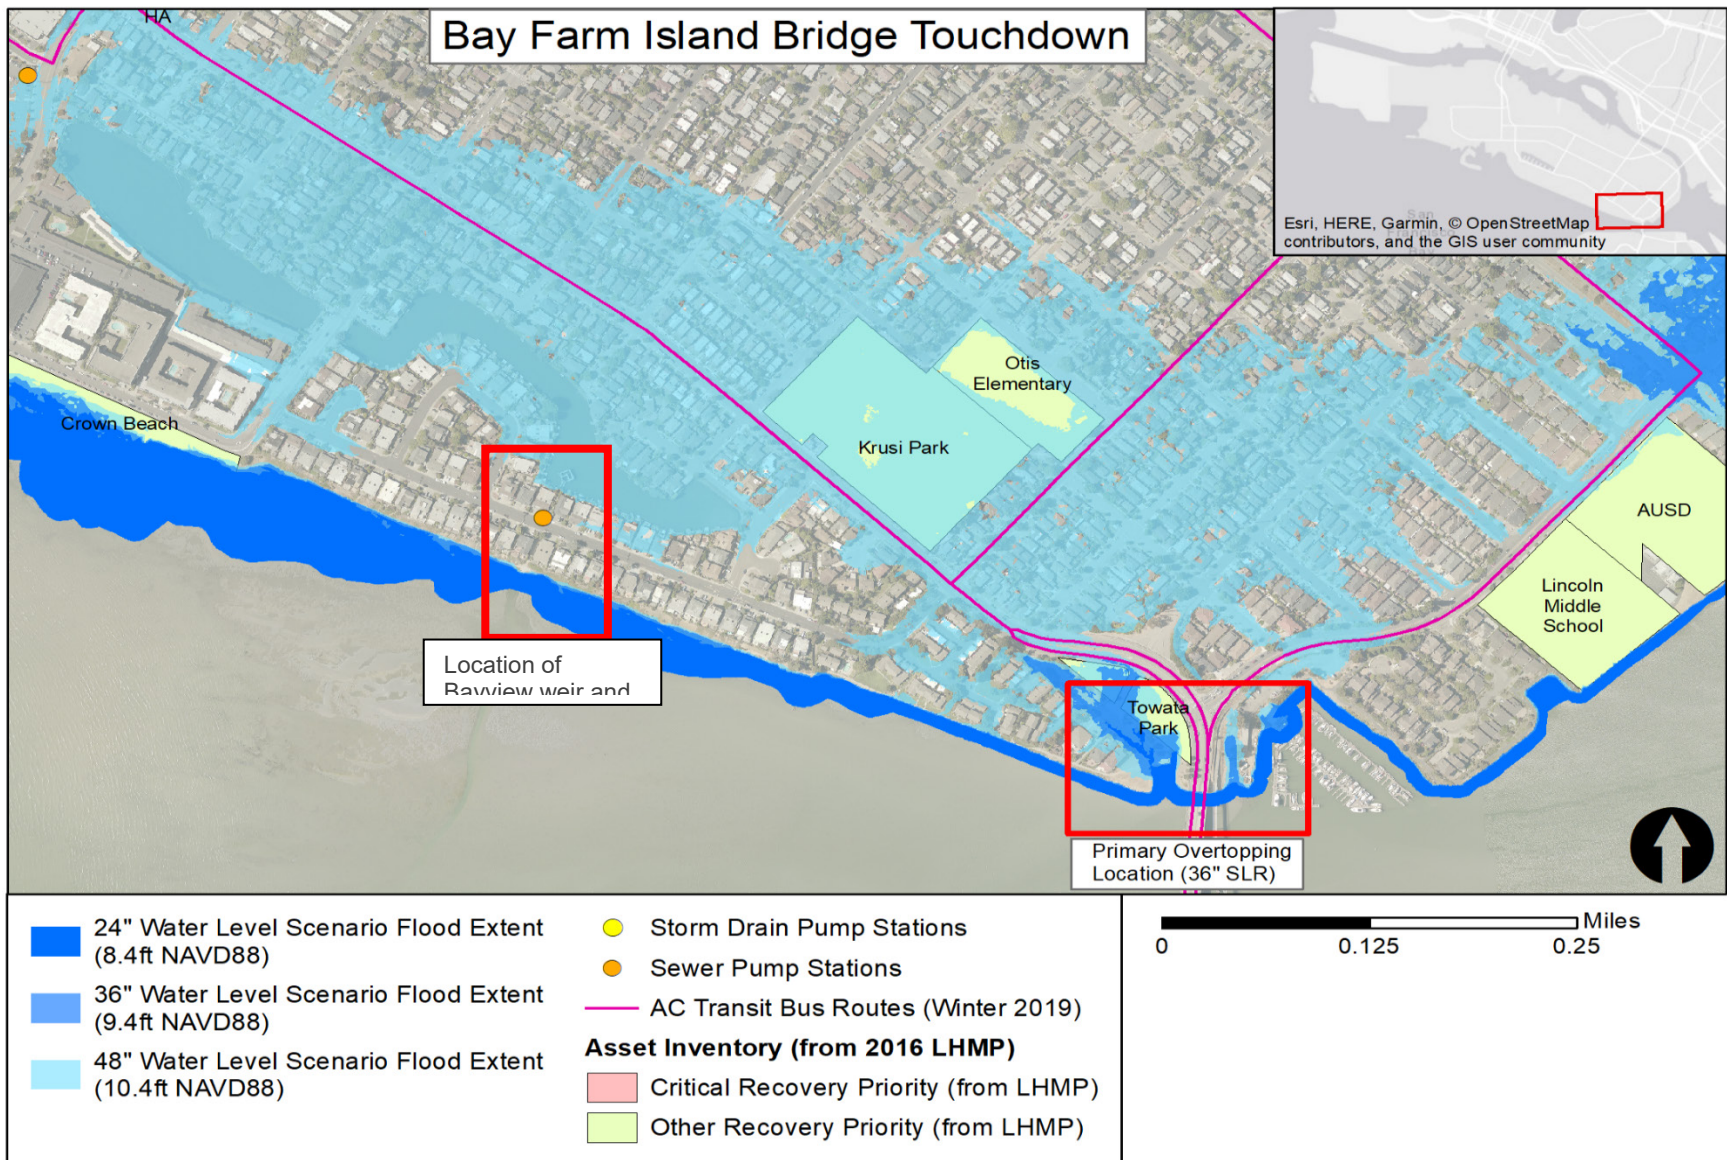 HA
Bay Farm Island Bridge Touchdown
Esri, HERE, Garmin, © OpenStreetMap
contributors, and the GIS user community
Crown Beach
Otis
Elementary
Krusi Park
AUSD
Lincoln
Middle
School
Towata
Park
Location of
Bayview weir and
Primary Overtopping
Location (36" SLR)
24" Water Level Scenario Flood Extent
(8.4ft NAVD88)
36" Water Level Scenario Flood Extent
(9.4ft NAVD88)
48" Water Level Scenario Flood Extent
(10.4ft NAVD88)
Storm Drain Pump Stations
Sewer Pump Stations
AC Transit Bus Routes (Winter 2019)
Asset Inventory (from 2016 LHMP)
Critical Recovery Priority (from LHMP)
Other Recovery Priority (from LHMP)
Miles
0 0.125 0.25